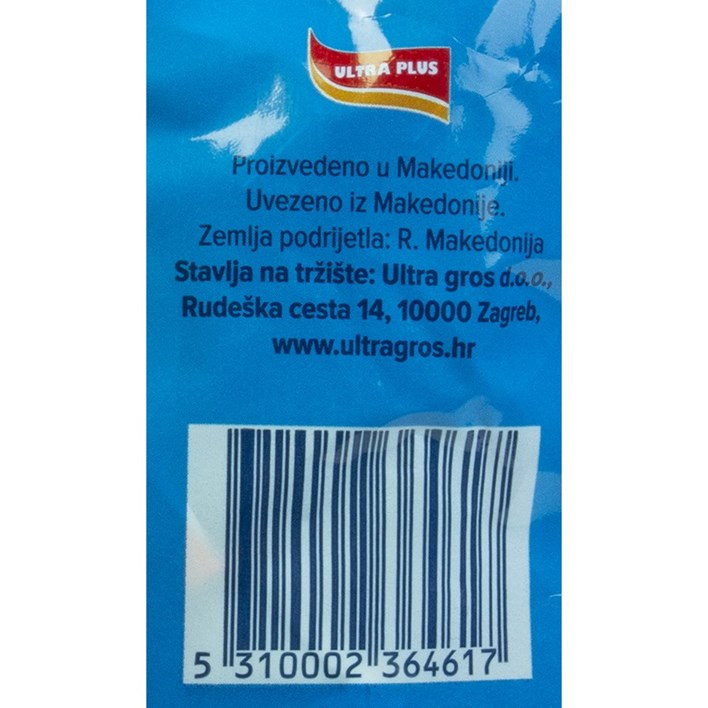 ULTRA PLUS
Proizvedeno u Makedoniji.
Uvezeno iz Makedonije.
Zemlja podrijetla: R. Makedonija
Stavlja na tržište: Ultra gros d.o.o.,
Rudeška cesta 14, 10000 Zagreb,
www.ultragros.hr
5 310002 364617